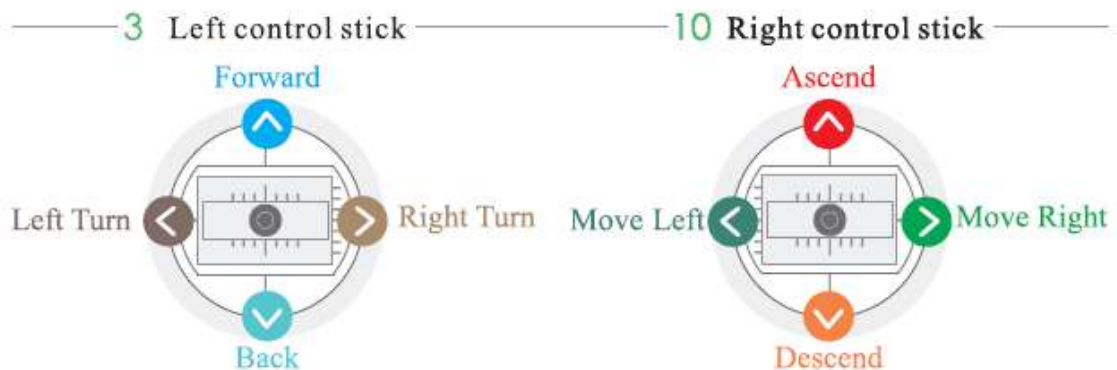 3 Left control stick
10 Right control stick
Forward
Ascend
Left Turn
Right Turn
Move Left
Move Right
Back
Descend